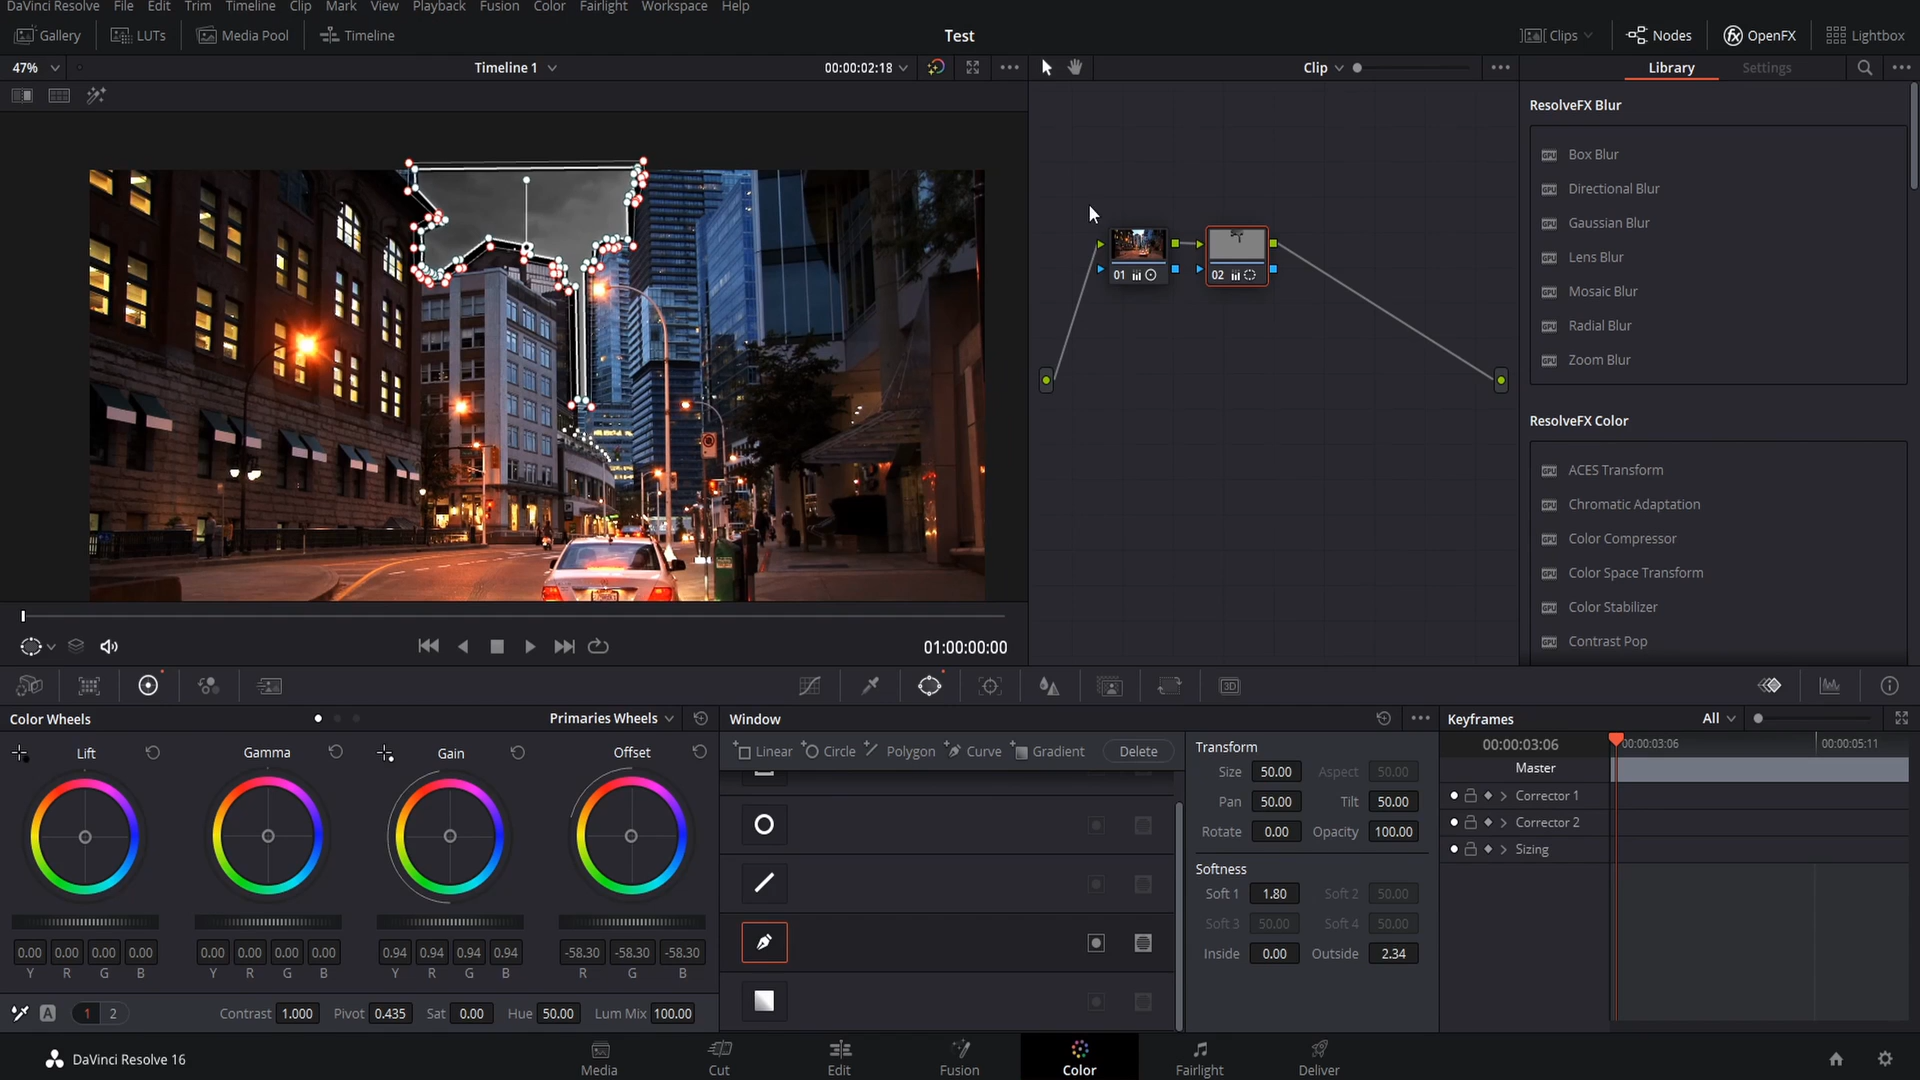 DaVinci Resolve File Edit Trim Timeline Clip Mark View Playback Fusion Color Fairlight Workspace Help
Gallery LUTs Media Pool Timeline Test Clips Nodes OpenFX Lightbox
47% Timeline 1 00:00:02:18 Clip Library Settings
ResolveFX Blur
Box Blur
Directional Blur
Gaussian Blur
Lens Blur
Mosaic Blur
Radial Blur
Zoom Blur
01 02
ResolveFX Color
ACES Transform
Chromatic Adaptation
Color Compressor
Color Space Transform
Color Stabilizer
Contrast Pop
01:00:00:00
3D
Color Wheels Primaries Wheels Window Keyframes All
Lift Gamma Gain Offset
Linear Circle Polygon Curve Gradient Delete
Transform
Size 50.00 Aspect 50.00
Pan 50.00 Tilt 50.00
Rotate 0.00 Opacity 100.00
Softness
Soft 1 1.80 Soft 2 50.00
Soft 3 50.00 Soft 4 50.00
Inside 0.00 Outside 2.34
00:00:03:06 00:00:03:06 00:00:05:11
Master
Corrector 1
Corrector 2
Sizing
0.00 0.00 0.00 0.00 0.00 0.00 0.00 0.00 0.94 0.94 0.94 0.94 -58.30 -58.30 -58.30
Y R G B Y R G B Y R G B R G B
A 1 2 Contrast 1.000 Pivot 0.435 Sat 0.00 Hue 50.00 Lum Mix 100.00
DaVinci Resolve 16
Media Cut Edit Fusion Color Fairlight Deliver